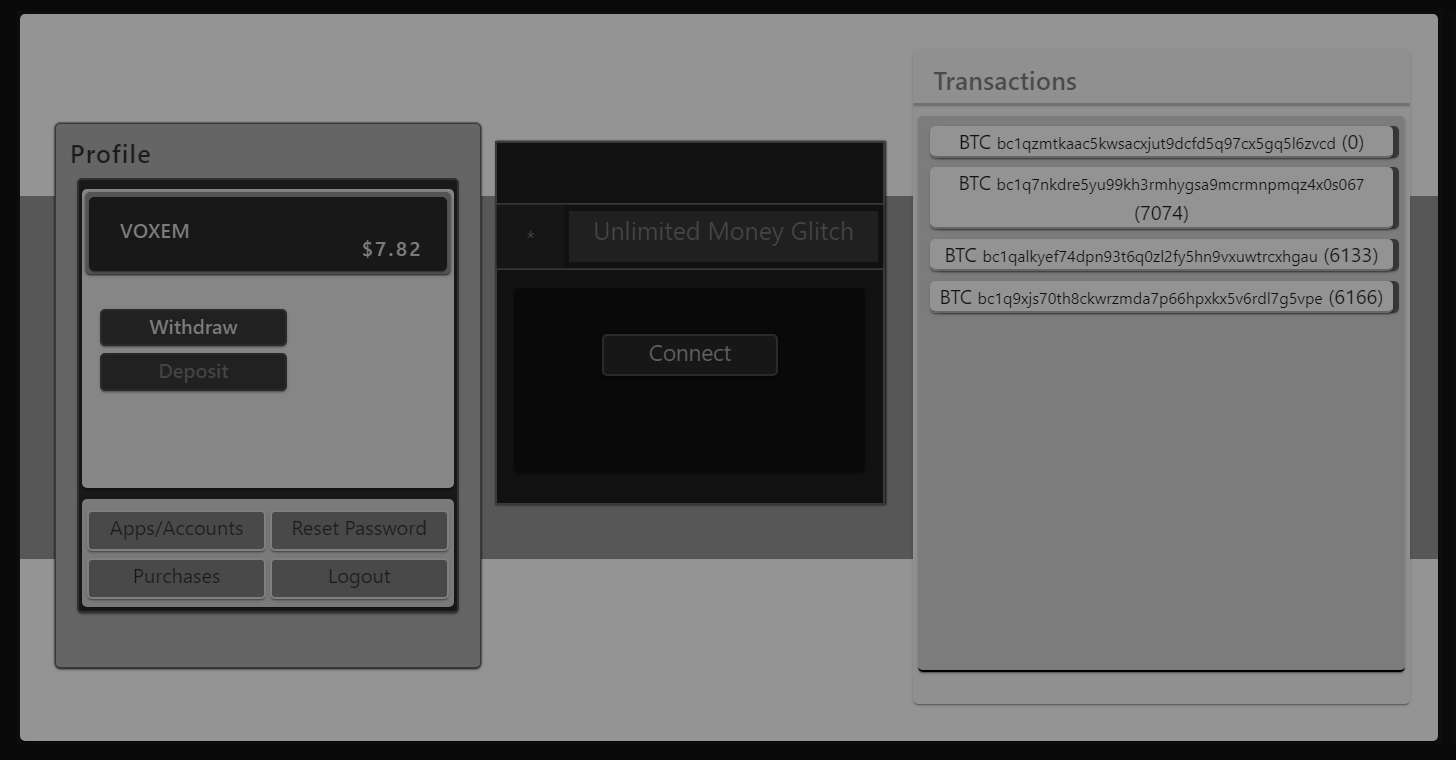 Profile
VOXEM
$7.82
Withdraw
Deposit
Apps/Accounts
Reset Password
Purchases
Logout
*
Unlimited Money Glitch
Connect
Transactions
BTC bc1qzmtkaac5kwsacxjut9dcfd5q97cx5gq5l6zvcd (0)
BTC bc1q7nkdre5yu99kh3rmhygsa9mcrmnpmqz4x0s067
(7074)
BTC bc1qalkyef74dpn93t6q0zl2fy5hn9vxuwtrcxhgau (6133)
BTC bc1q9xjs70th8ckwrzmda7p66hpxkx5v6rdl7g5vpe (6166)